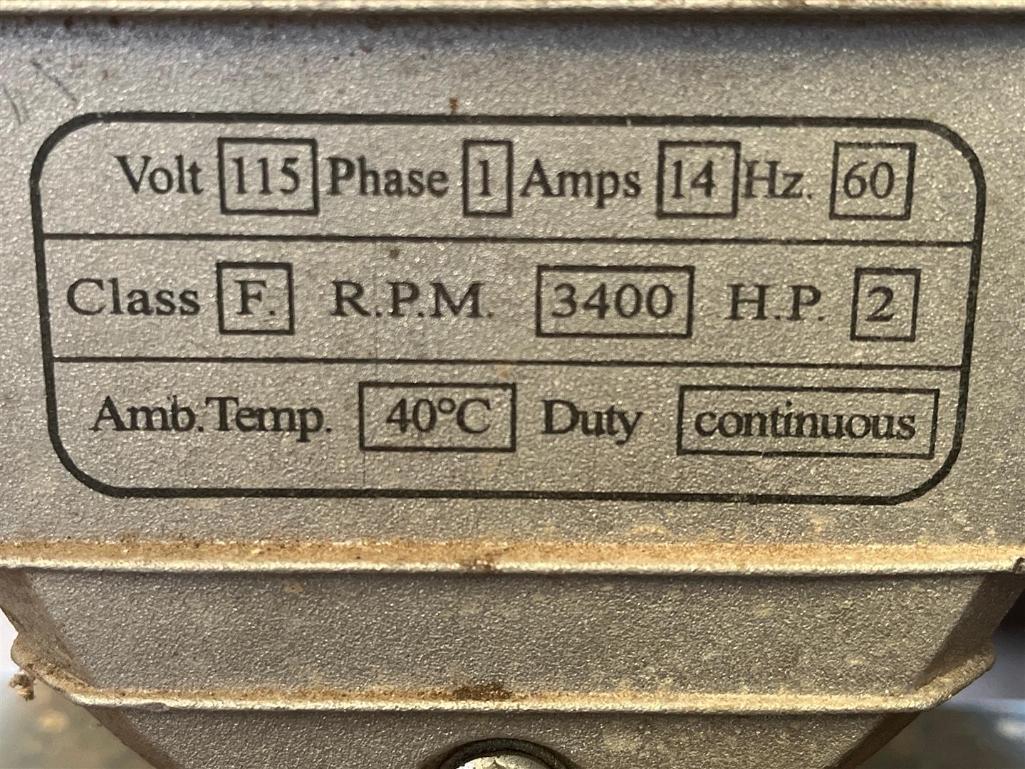 Volt 115 Phase 1 Amps 14 Hz. 60
Class F. R.P.M. 3400 H.P. 2
Amb. Temp. 40°C Duty continuous